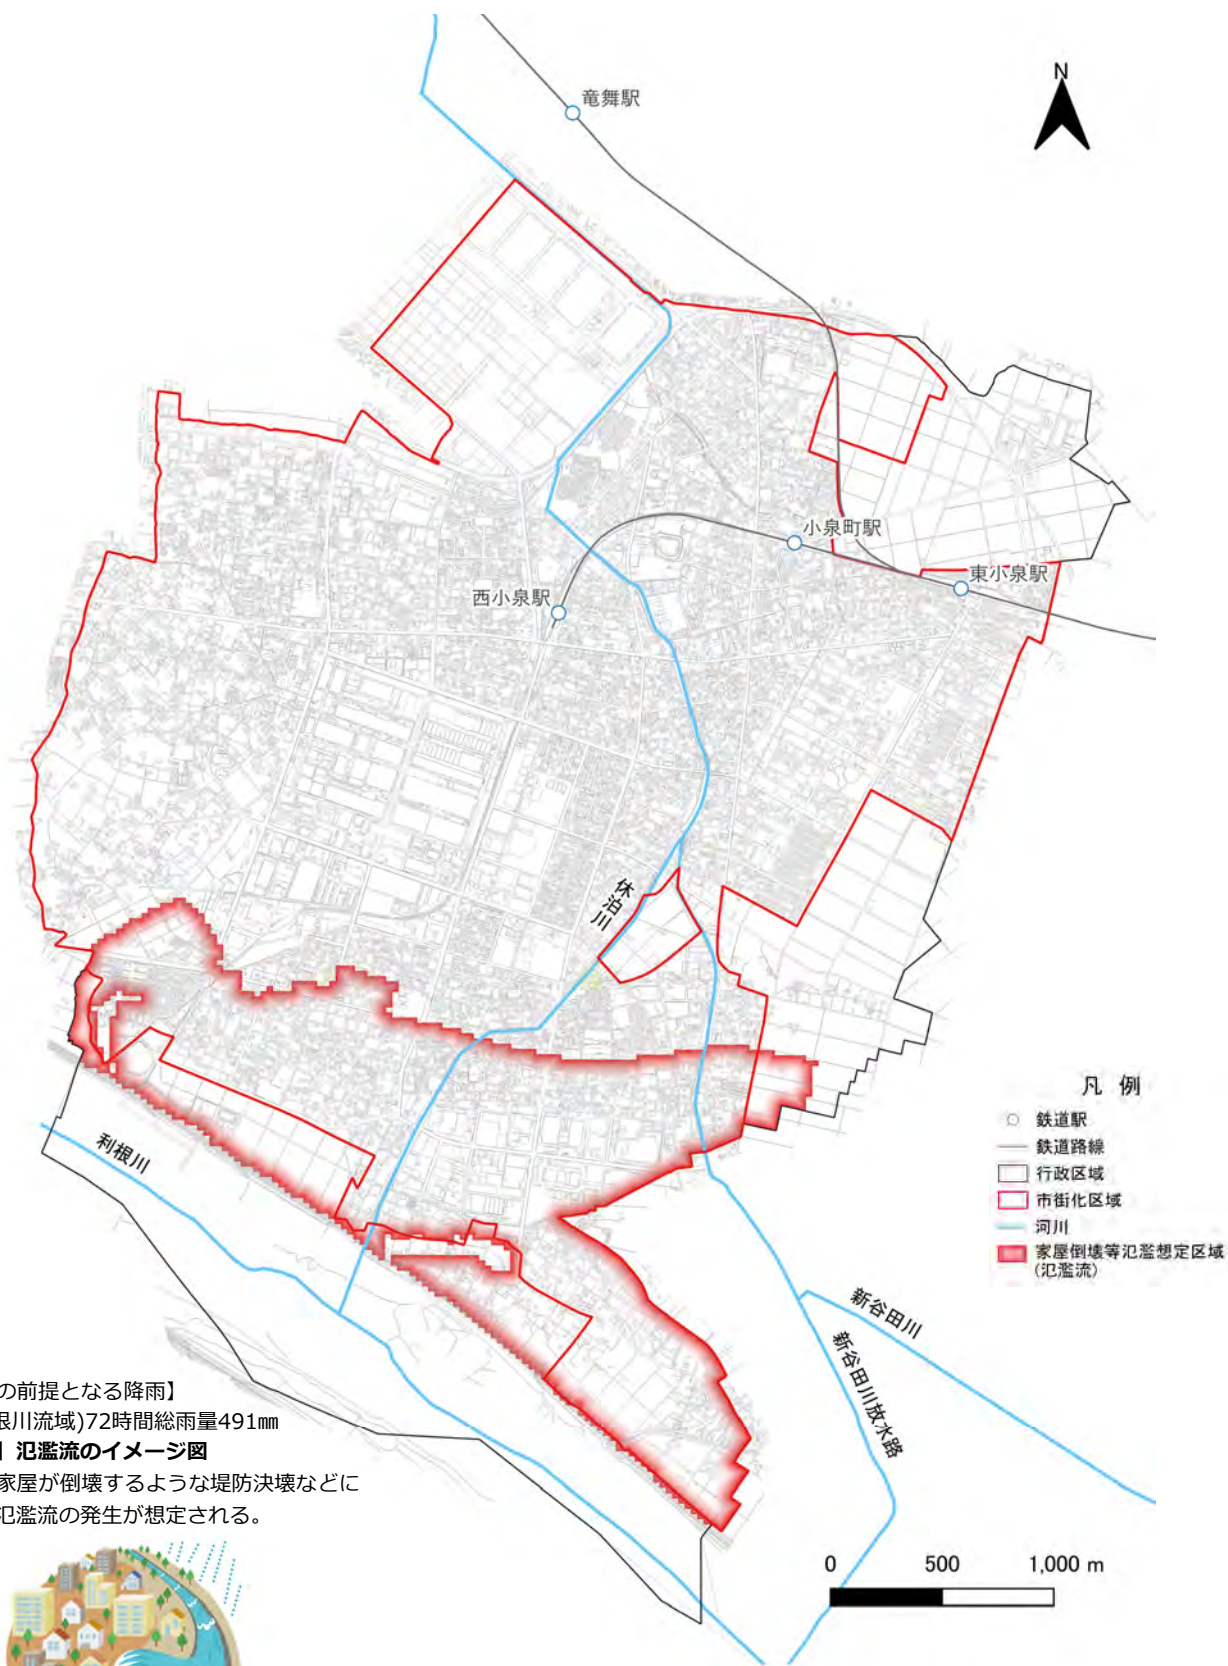 N
竜舞駅
小泉町駅
東小泉駅
西小泉駅
休泊川
利根川
凡 例
鉄道駅
鉄道路線
行政区域
市街化区域
河川
家屋倒壊等氾濫想定区域
(氾濫流)
新谷田川
新谷田川放水路
の前提となる降雨】
根川流域)72時間総雨量491㎜
】氾濫流のイメージ図
家屋が倒壊するような堤防決壊などに
氾濫流の発生が想定される。
0 500 1,000 m